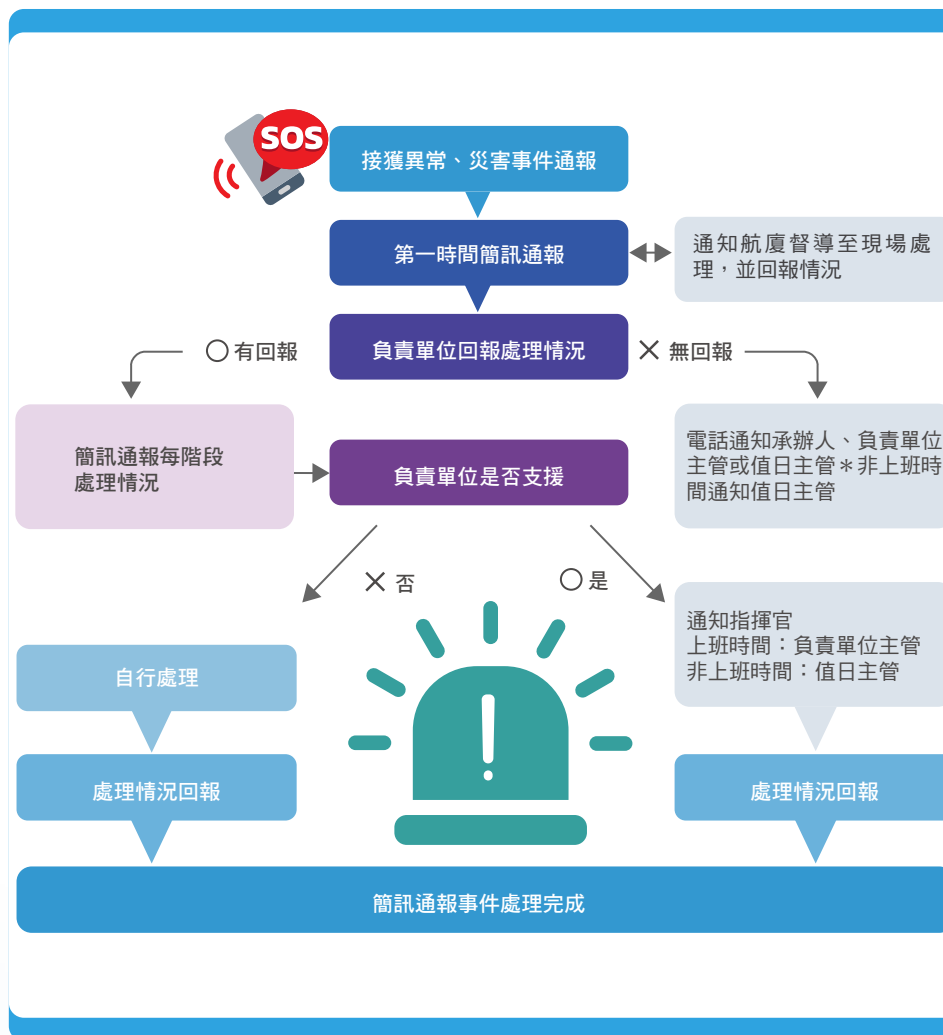 SOS
接獲異常、災害事件通報
第一時間簡訊通報
通知航廈督導至現場處
理，並回報情況
有回報
負責單位回報處理情況
無回報
簡訊通報每階段
處理情況
負責單位是否支援
電話通知承辦人、負責單位
主管或值日主管＊非上班時
間通知值日主管
否
是
通知指揮官
上班時間：負責單位主管
非上班時間：值日主管
自行處理
處理情況回報
處理情況回報
簡訊通報事件處理完成